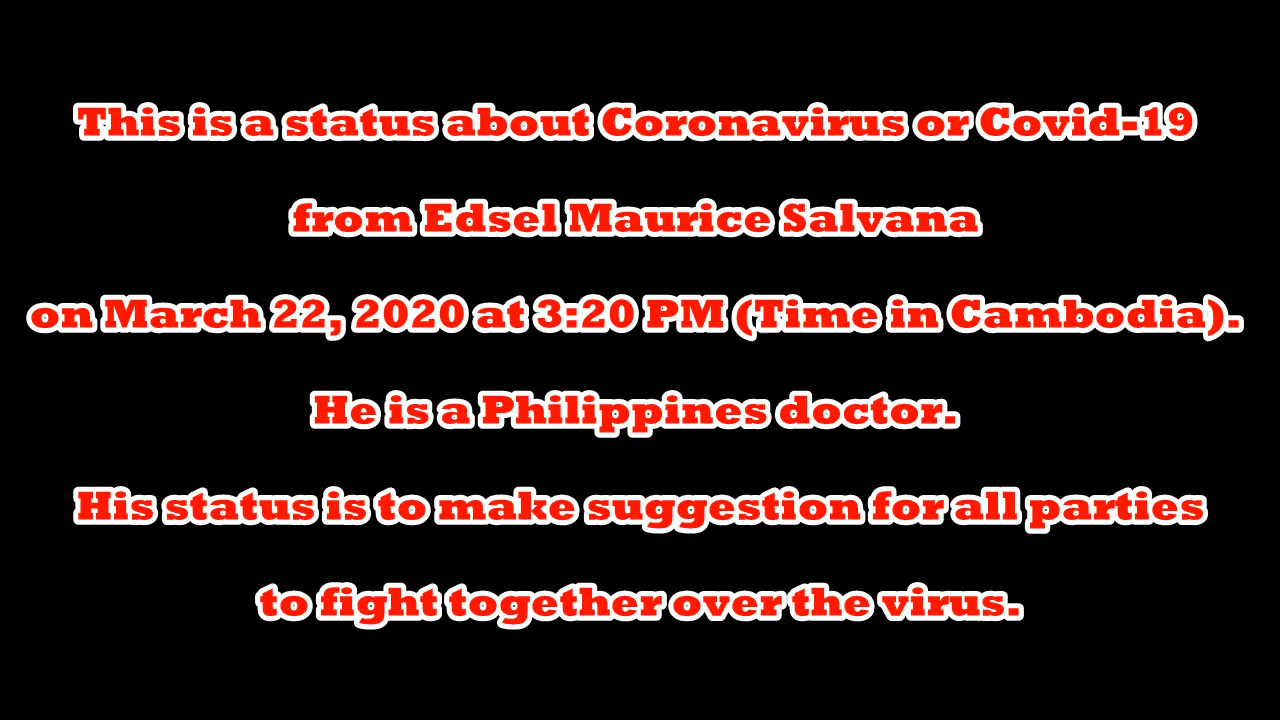 This is a status about Coronavirus or Covid-19
from Edsel Maurice Salvana
on March 22, 2020 at 3:20 PM (Time in Cambodia).
He is a Philippines doctor.
His status is to make suggestion for all parties
to fight together over the virus.